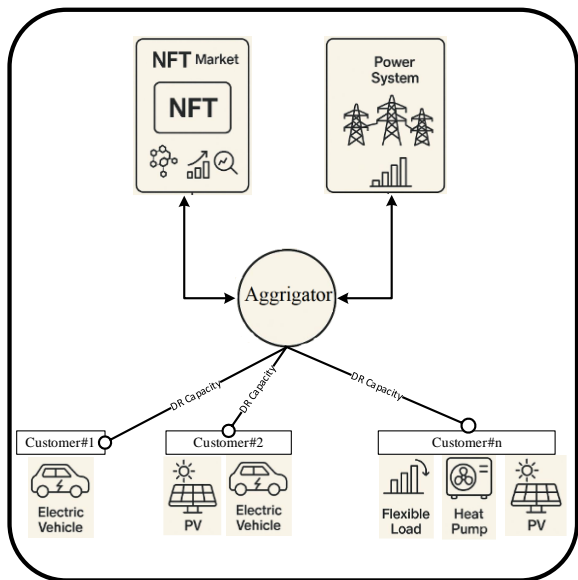 NFT Market
NFT
Power
System
Aggrigator
DR Capacity
DR Capacity
DR Capacity
Customer#1
Customer#2
Customer#n
Electric
Vehicle
PV
Electric
Vehicle
Flexible
Load
Heat
Pump
PV